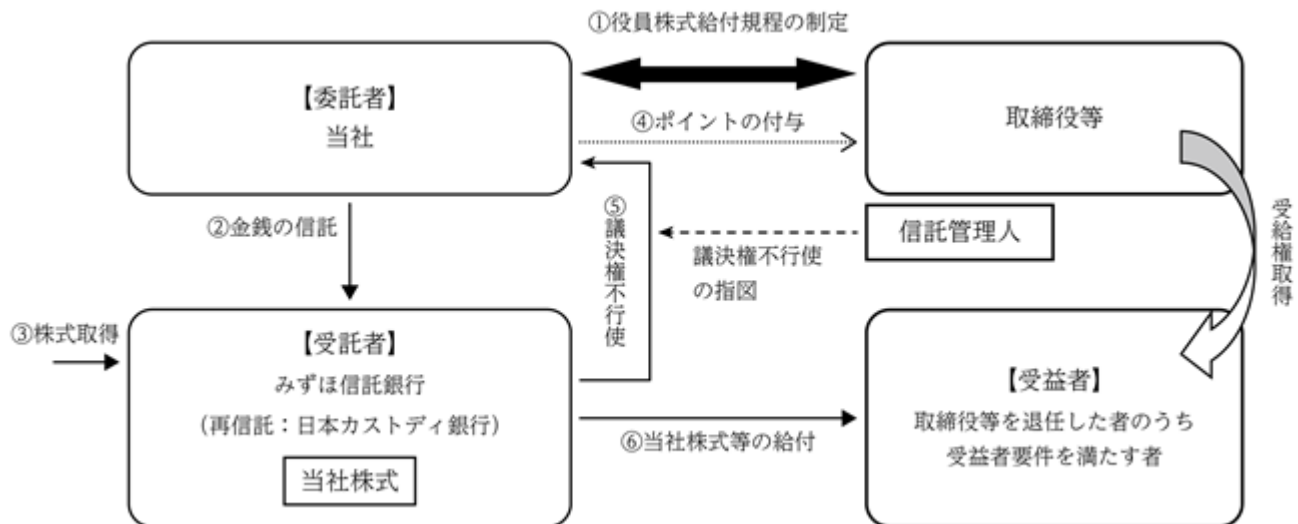 ①役員株式給付規程の制定
【委託者】
当社
取締役等
④ポイントの付与
②金銭の信託
⑤議決権不行使
信託管理人
議決権不行使
の指図
受給権取得
③株式取得
【受託者】
みずほ信託銀行
（再信託：日本カストディ銀行）
当社株式
⑥当社株式等の給付
【受益者】
取締役等を退任した者のうち
受益者要件を満たす者